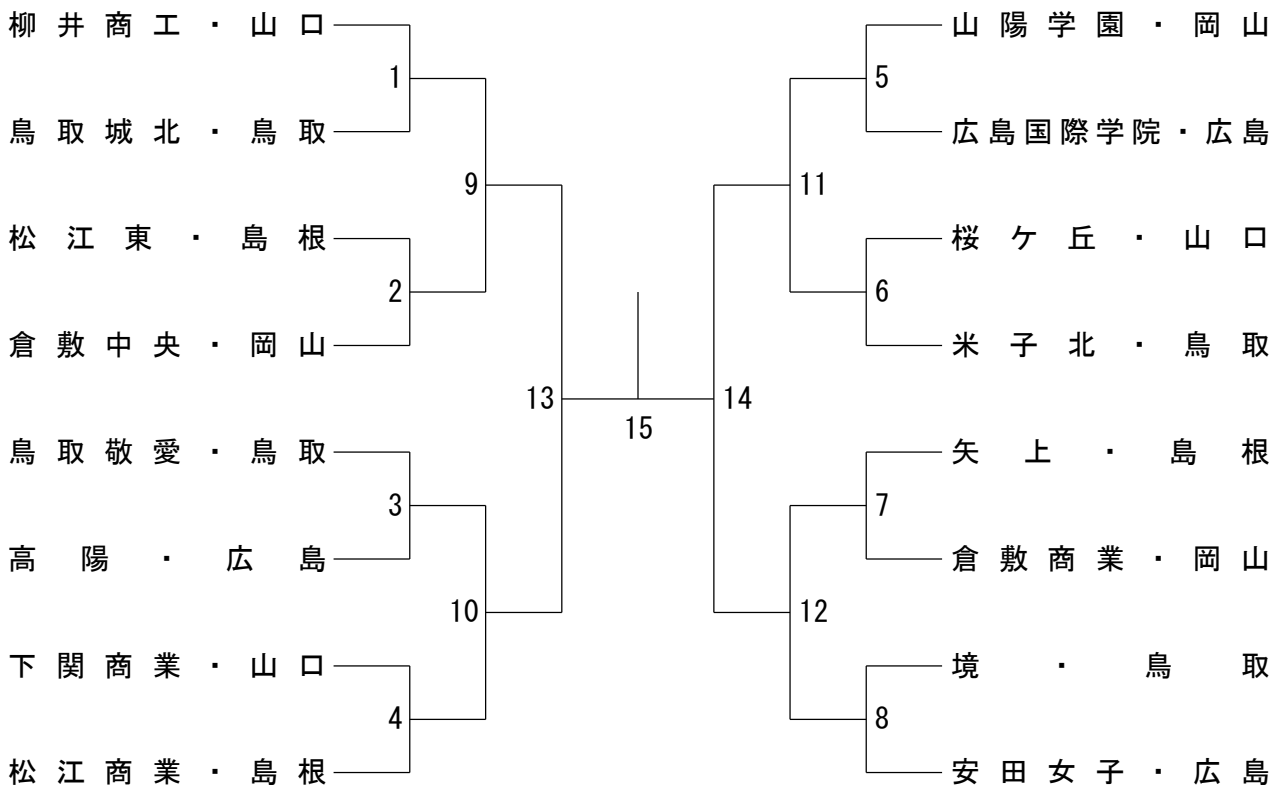 柳井商工・山口
1
鳥取城北・鳥取
9
松江東・島根
2
倉敷中央・岡山
13
鳥取敬愛・鳥取
3
高陽・広島
10
下関商業・山口
4
松江商業・島根
15
山陽学園・岡山
5
広島国際学院・広島
11
桜ケ丘・山口
6
米子北・鳥取
14
矢上・島根
7
倉敷商業・岡山
12
境・鳥取
8
安田女子・広島